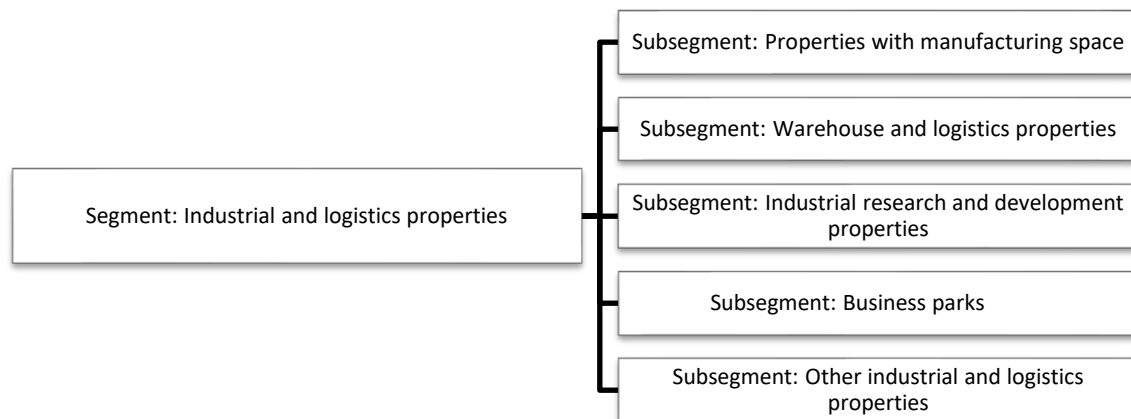 Segment: Industrial and logistics properties
Subsegment: Properties with manufacturing space
Subsegment: Warehouse and logistics properties
Subsegment: Industrial research and development
properties
Subsegment: Business parks
Subsegment: Other industrial and logistics
properties